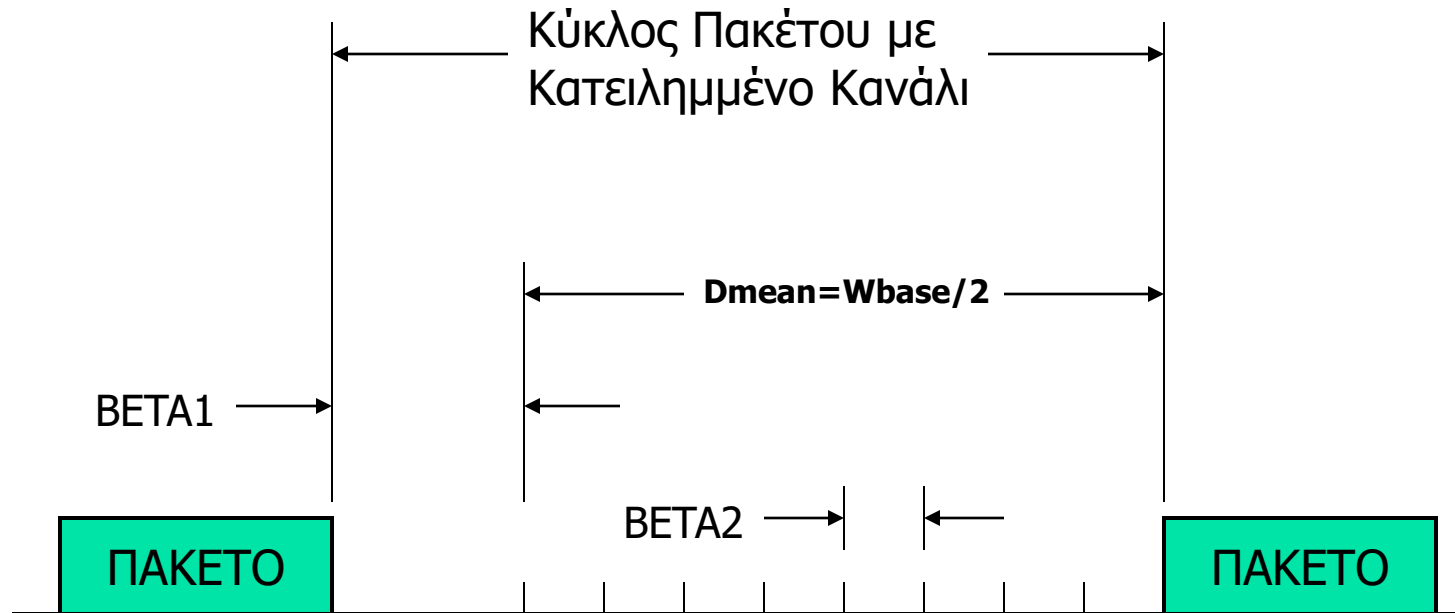 Κύκλος Πακέτου με
Κατειλημμένο Κανάλι
Dmean=Wbase/2
BETA1
BETA2
ΠΑΚΕΤΟ
ΠΑΚΕΤΟ